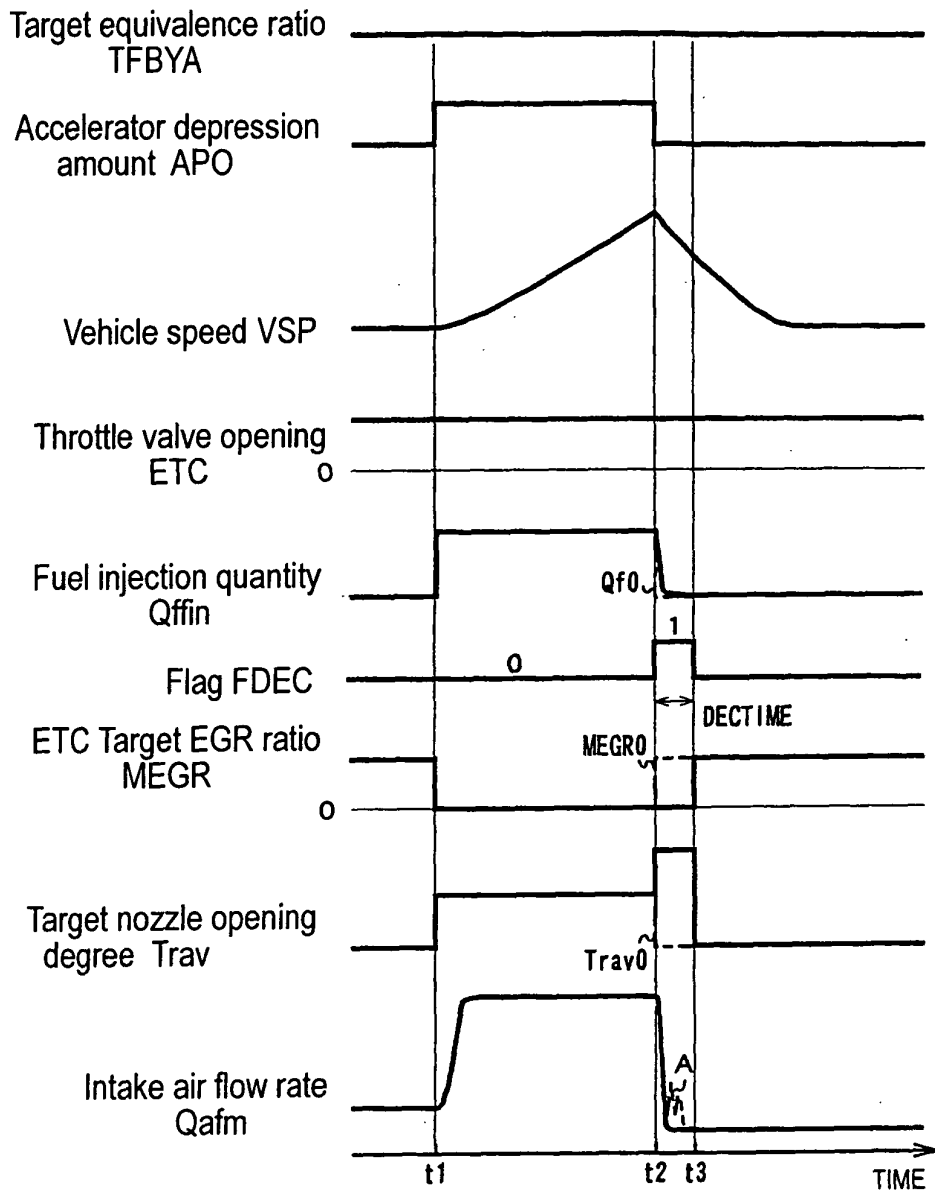 Target equivalence ratio
TFBYA
Accelerator depression
amount APO
Vehicle speed VSP
Throttle valve opening
ETC
0
Fuel injection quantity
Qffin
Qf0
1
0
Flag FDEC
DECTIME
ETC Target EGR ratio
MEGR
MEGR0
0
Target nozzle opening
degree Trav
Trav0
A
Intake air flow rate
Qafm
t1
t2
t3
TIME